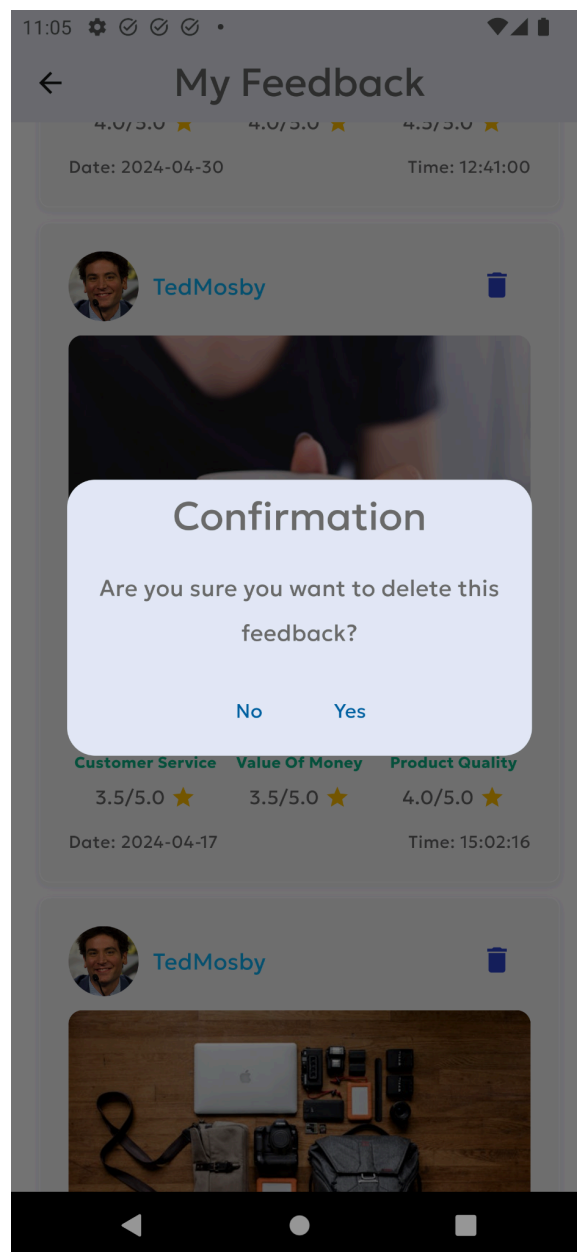 11:05
My Feedback
4.0/5.0 4.0/5.0 4.5/5.0
Date: 2024-04-30 Time: 12:41:00
TedMosby
Confirmation
Are you sure you want to delete this
feedback?
No Yes
Customer Service Value Of Money Product Quality
3.5/5.0 3.5/5.0 4.0/5.0
Date: 2024-04-17 Time: 15:02:16
TedMosby